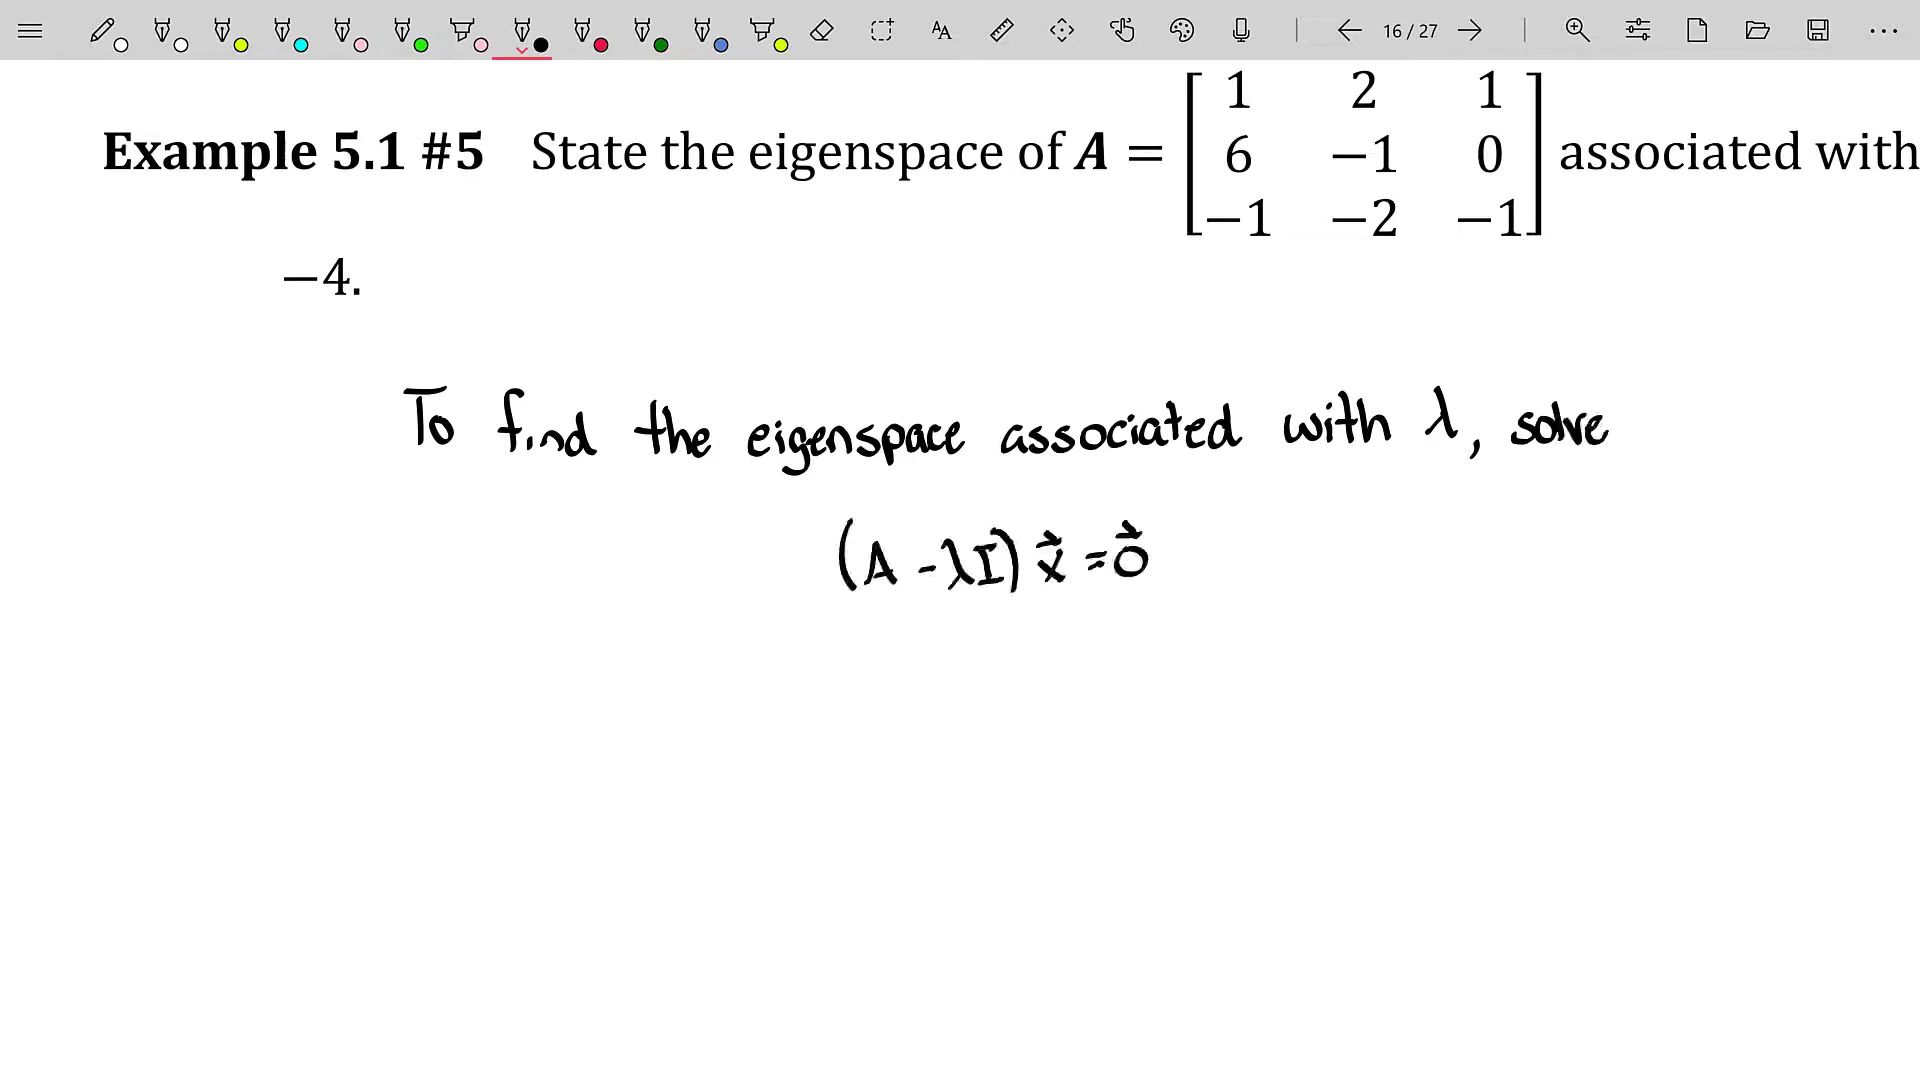 16 / 27
Example 5.1 #5 State the eigenspace of A = [1 2 1; 6 −1 0; −1 −2 −1] associated with
−4.
To find the eigenspace associated with λ, solve
(A - λI) x⃗ = 0⃗